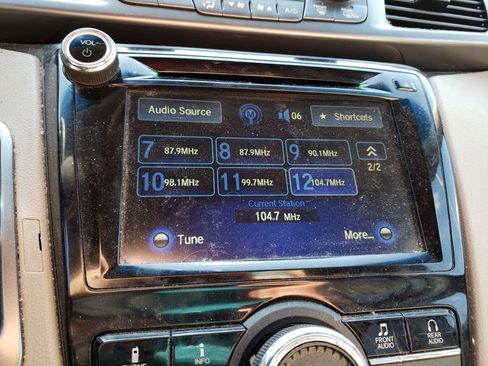 A/C
VOL
Audio Source
06
★ Shortcuts
7 87.9MHz
8 87.9MHz
9 90.1MHz
2/2
10 98.1MHz
11 99.7MHz
12 104.7MHz
Current Station
104.7 MHz
Tune
More...
PHONE
i
INFO
FRONT
AUDIO
REAR
AUDIO